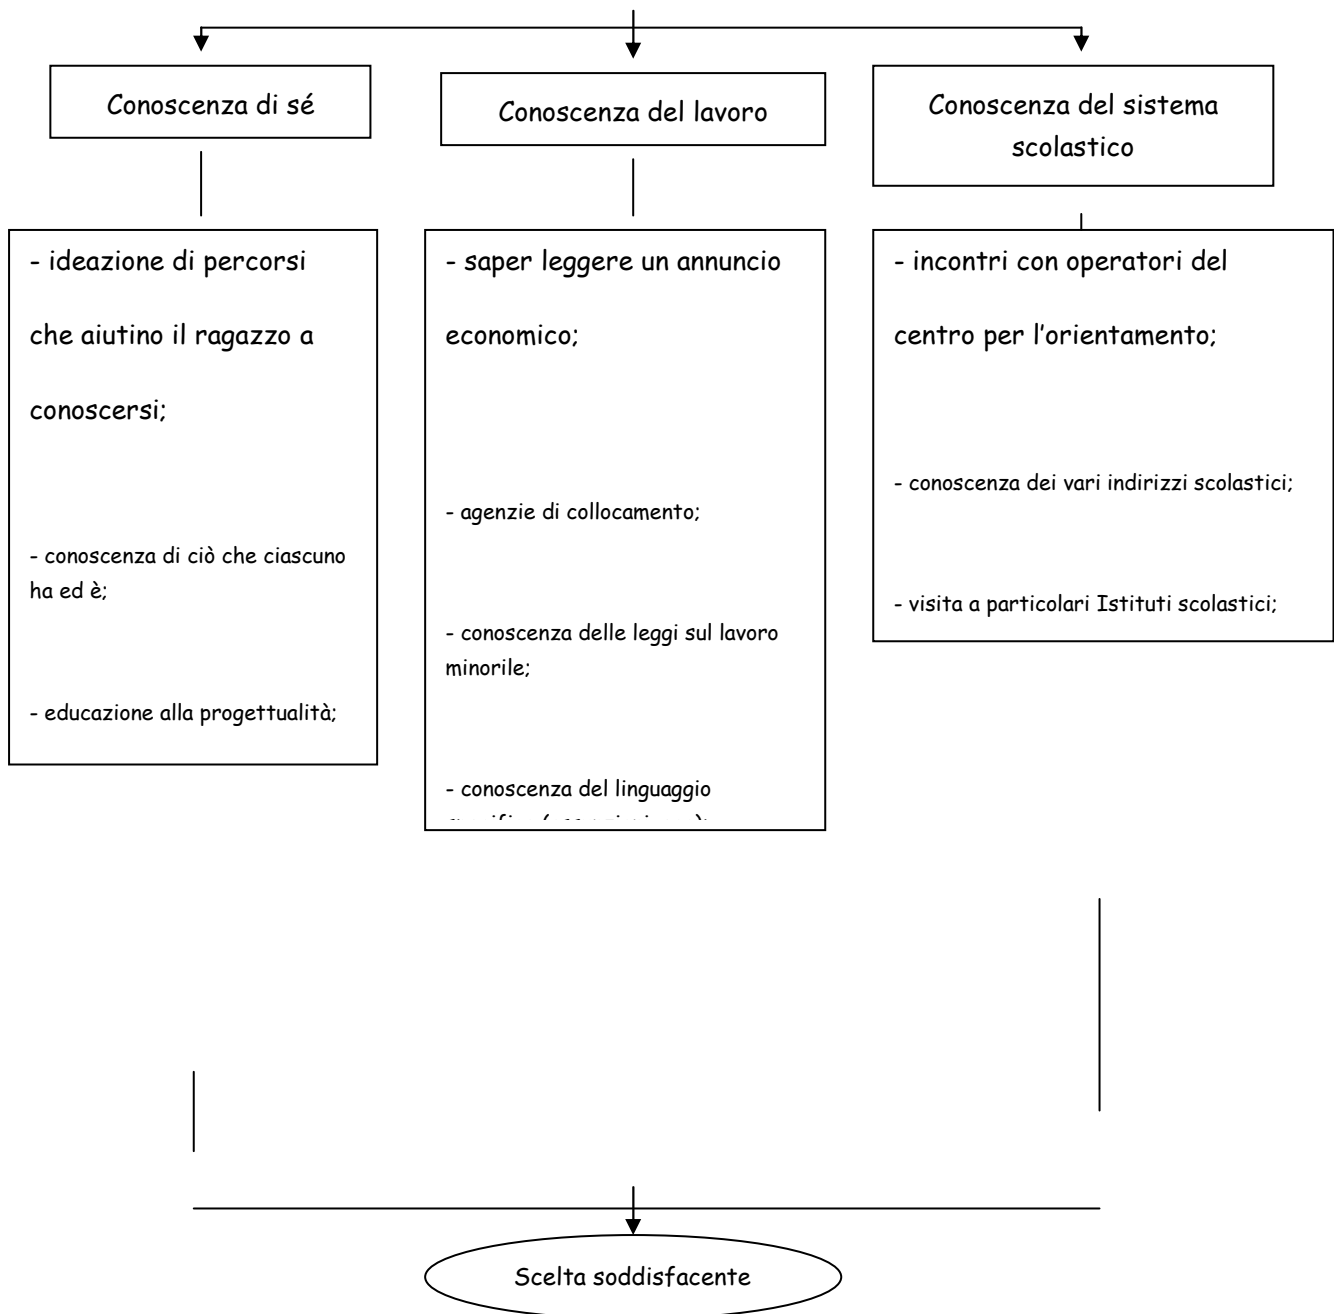 Conoscenza di sé
Conoscenza del lavoro
Conoscenza del sistema
scolastico
- ideazione di percorsi
che aiutino il ragazzo a
conoscersi;
- conoscenza di ciò che ciascuno
ha ed è;
- educazione alla progettualità;
- saper leggere un annuncio
economico;
- agenzie di collocamento;
- conoscenza delle leggi sul lavoro
minorile;
- conoscenza del linguaggio
- incontri con operatori del
centro per l'orientamento;
- conoscenza dei vari indirizzi scolastici;
- visita a particolari Istituti scolastici;
Scelta soddisfacente